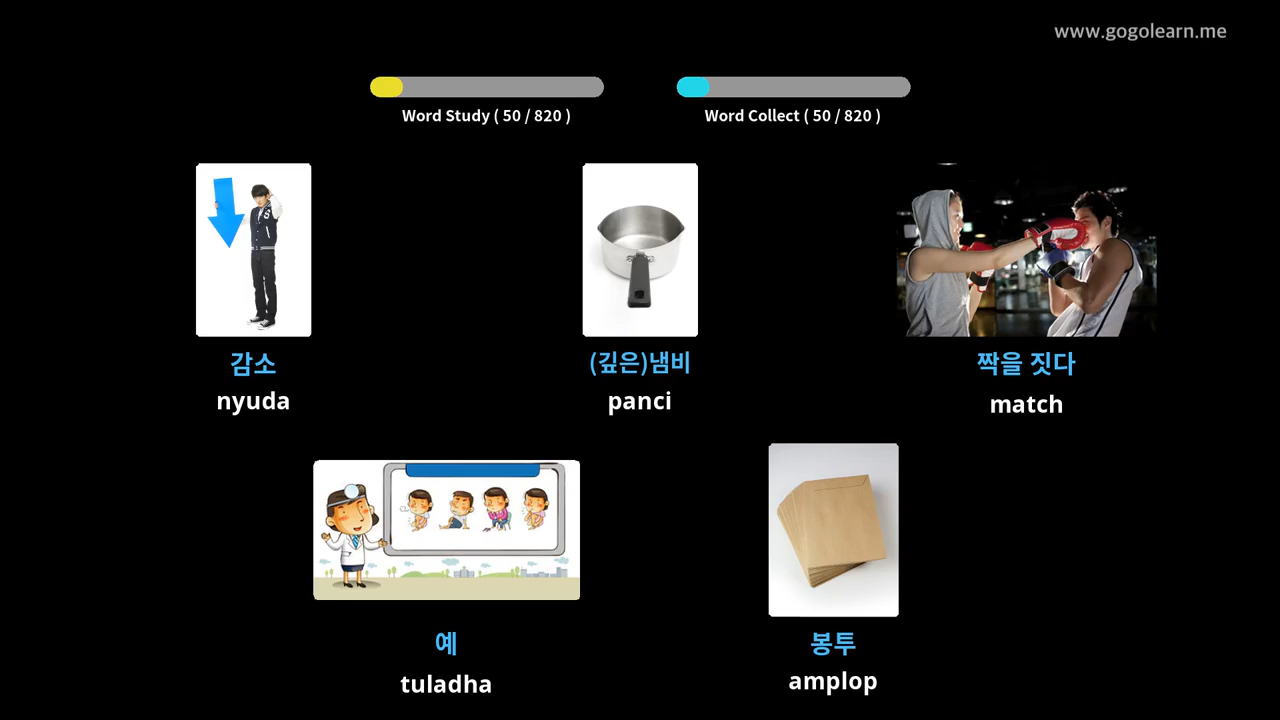 www.gogolearn.me
Word Study ( 50 / 820 )
Word Collect ( 50 / 820 )
감소
nyuda
(깊은)냄비
panci
짝을 짓다
match
예
tuladha
봉투
amplop